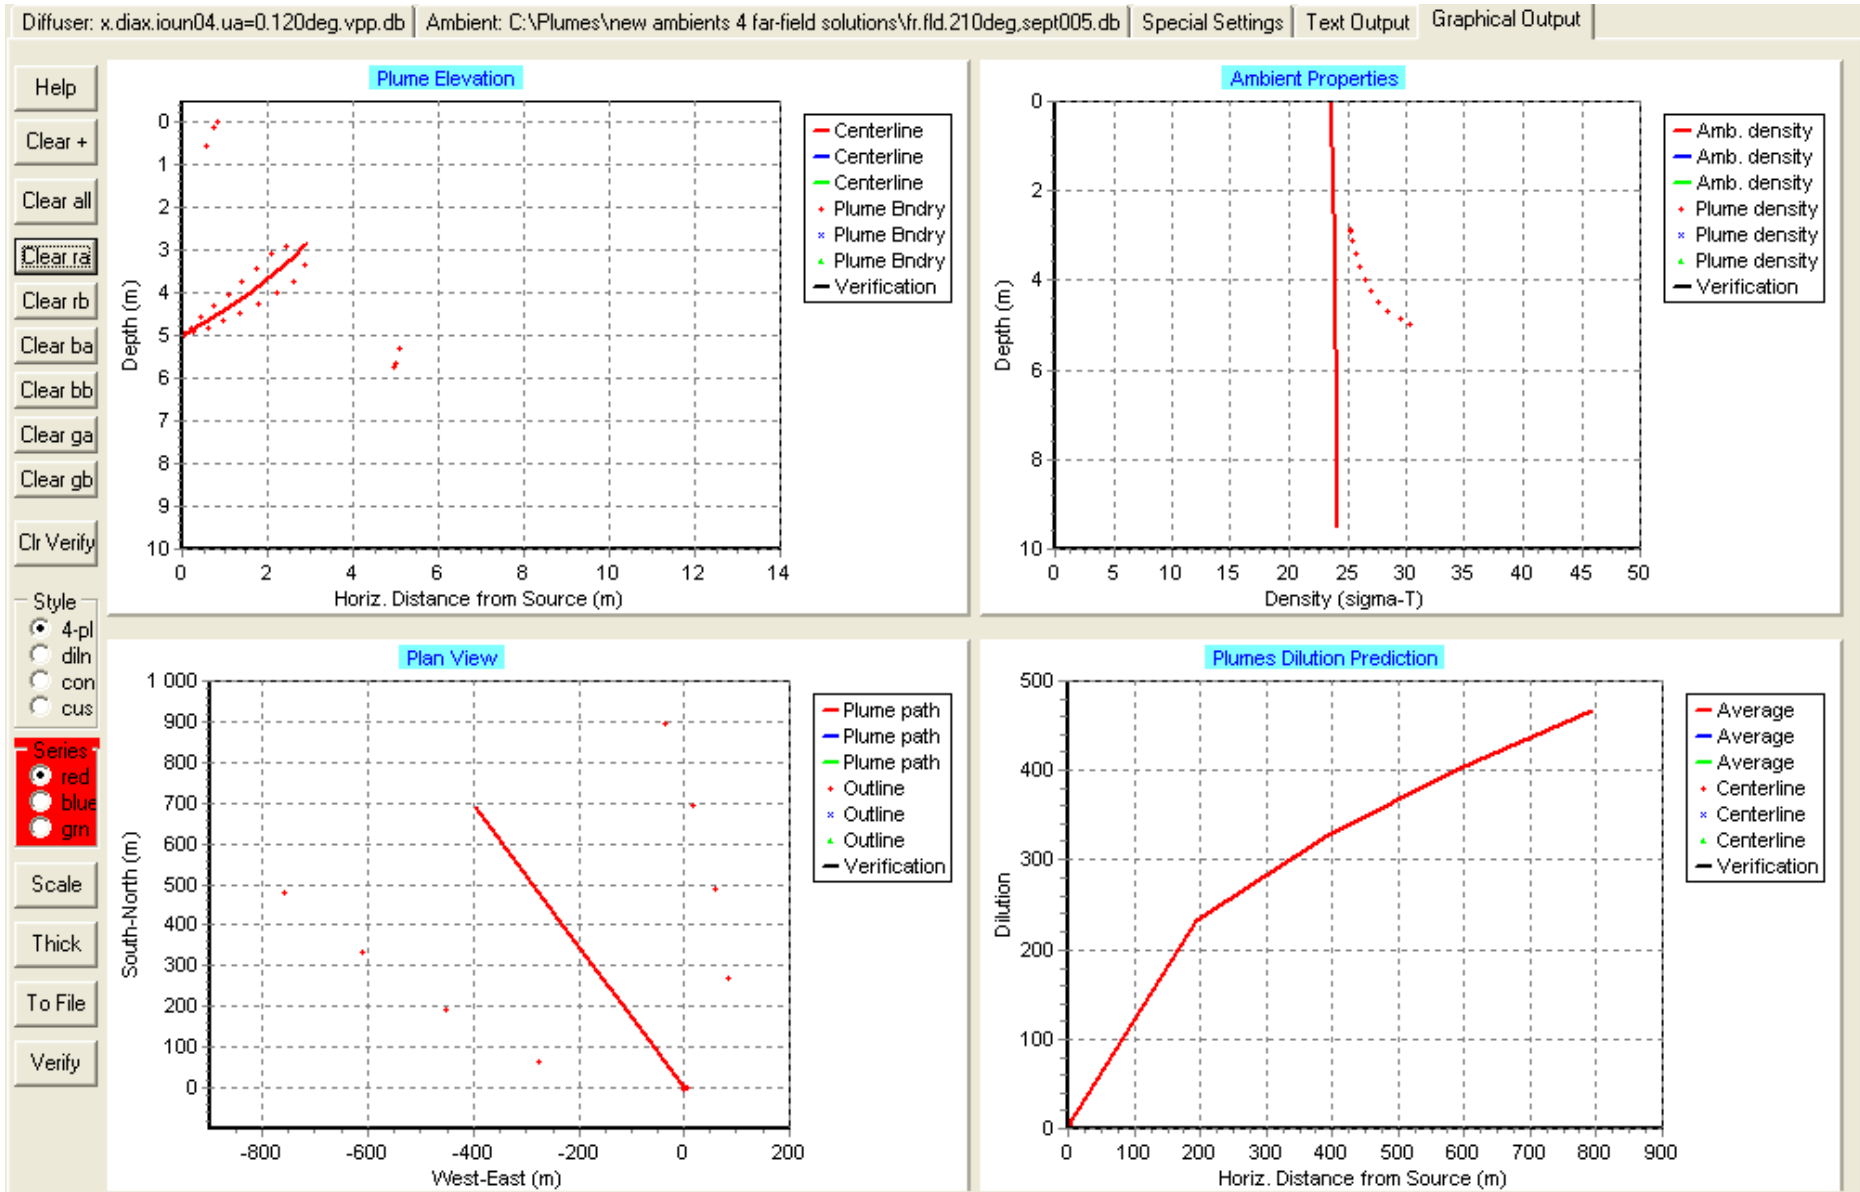 Diffuser: x.diax.ioun04.ua=0.120deg.vpp.db Ambient: C:\Plumes\new ambients 4 far-field solutions\fr.fld.210deg,sept005.db Special Settings Text Output Graphical Output
Help
Clear +
Clear all
Clear ra
Clear rb
Clear ba
Clear bb
Clear ga
Clear gb
Clr Verify
Style
4-pl
diln
con
cus
Series
red
blue
grn
Scale
Thick
To File
Verify
Plume Elevation
0
1
2
3
4
5
6
7
8
9
10
Depth (m)
0 2 4 6 8 10 12 14
Horiz. Distance from Source (m)
Centerline
Centerline
Centerline
Plume Bndry
Plume Bndry
Plume Bndry
Verification
Ambient Properties
0
2
4
6
8
10
Depth (m)
0 5 10 15 20 25 30 35 40 45 50
Density (sigma-T)
Amb. density
Amb. density
Amb. density
Plume density
Plume density
Plume density
Verification
Plan View
1 000
900
800
700
600
500
400
300
200
100
0
South-North (m)
-800 -600 -400 -200 0 200
West-East (m)
Plume path
Plume path
Plume path
Outline
Outline
Outline
Verification
Plumes Dilution Prediction
500
400
300
200
100
0
Dilution
0 100 200 300 400 500 600 700 800 900
Horiz. Distance from Source (m)
Average
Average
Average
Centerline
Centerline
Centerline
Verification